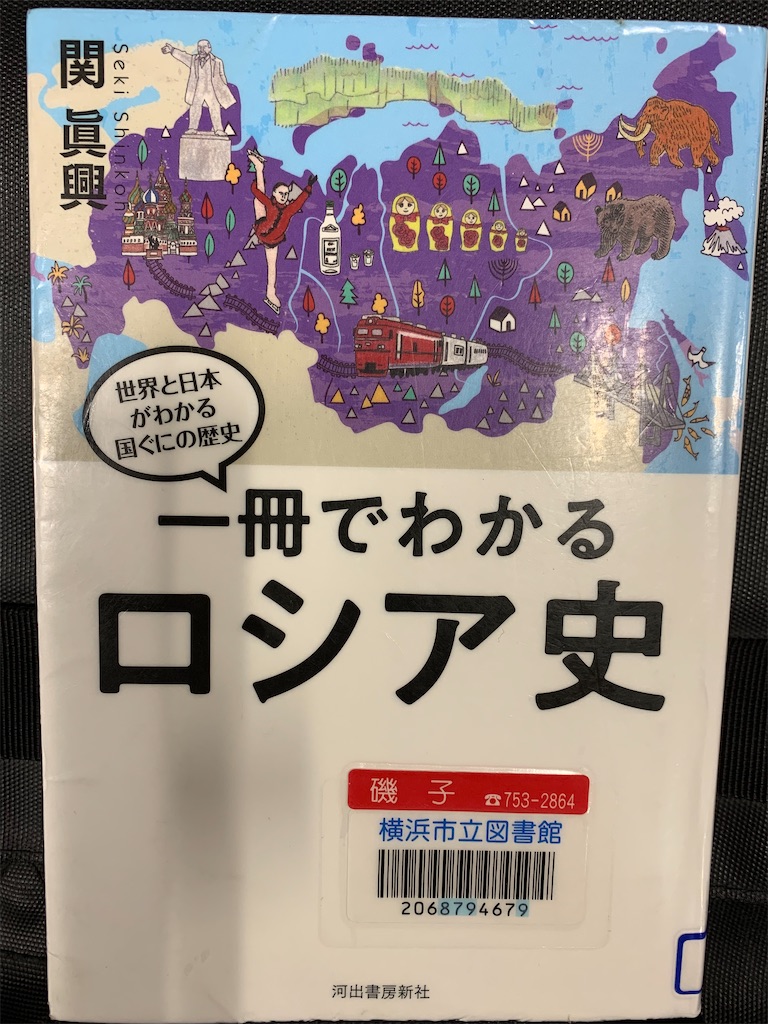 関 眞興
Seki Shinkoh
世界と日本
がわかる
国ぐにの歴史
一冊でわかる
ロシア史
磯 子 ☎753-2864
横浜市立図書館
2068794679
河出書房新社